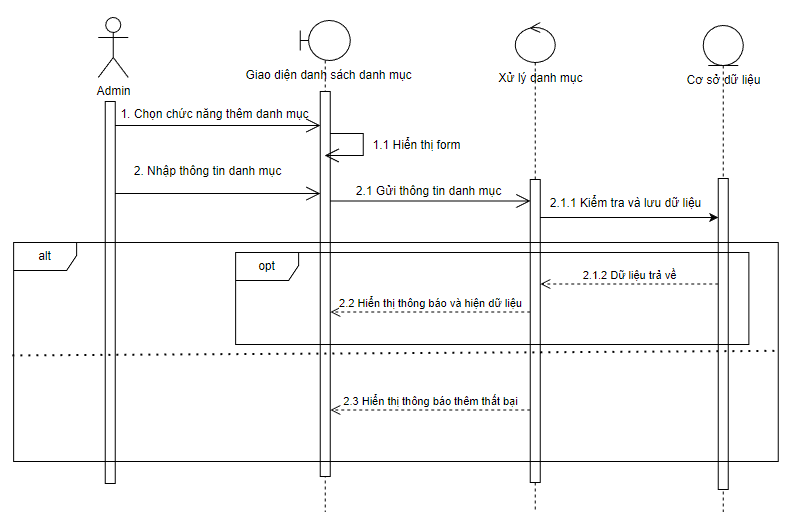 Admin
Giao diện danh sách danh mục
Xử lý danh mục
Cơ sở dữ liệu
1. Chọn chức năng thêm danh mục
1.1 Hiển thị form
2. Nhập thông tin danh mục
2.1 Gửi thông tin danh mục
2.1.1 Kiểm tra và lưu dữ liệu
alt
opt
2.1.2 Dữ liệu trả về
2.2 Hiển thị thông báo và hiện dữ liệu
2.3 Hiển thị thông báo thêm thất bại